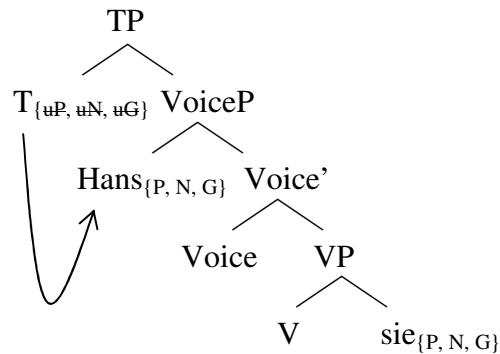 TP
T{uP, uN, uG} VoiceP
Hans{P, N, G} Voice’
Voice VP
V sie{P, N, G}